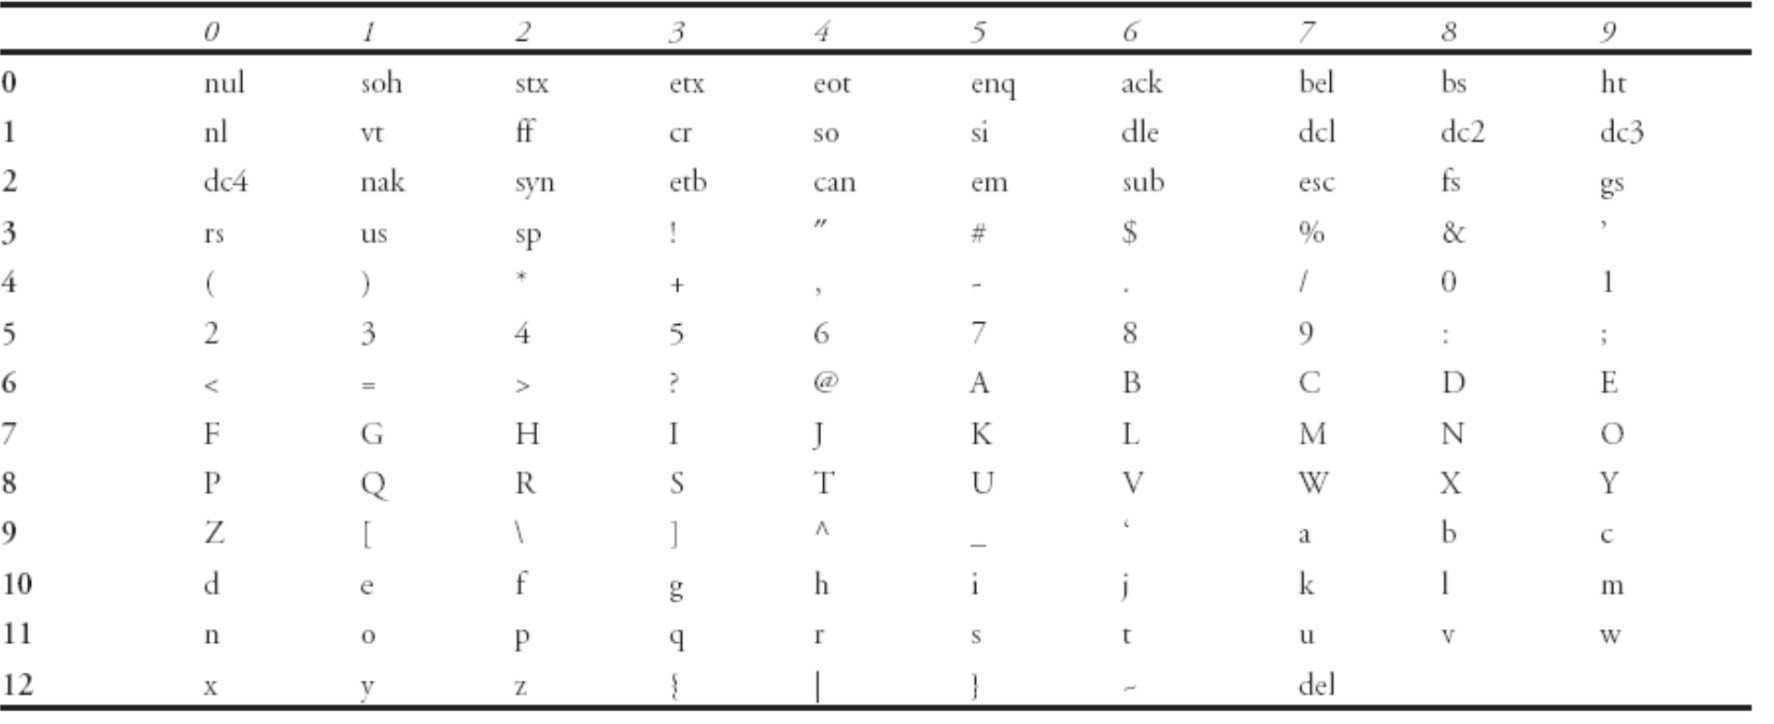 0 1 2 3 4 5 6 7 8 9
0 nul soh stx etx eot enq ack bel bs ht
1 nl vt ff cr so si dle dcl dc2 dc3
2 dc4 nak syn etb can em sub esc fs gs
3 rs us sp ! ″ # $ % & ’
4 ( ) * + , - . / 0 1
5 2 3 4 5 6 7 8 9 : ;
6 < = > ? @ A B C D E
7 F G H I J K L M N O
8 P Q R S T U V W X Y
9 Z [ \ ] ^ _ ‘ a b c
10 d e f g h i j k l m
11 n o p q r s t u v w
12 x y z { | } ~ del